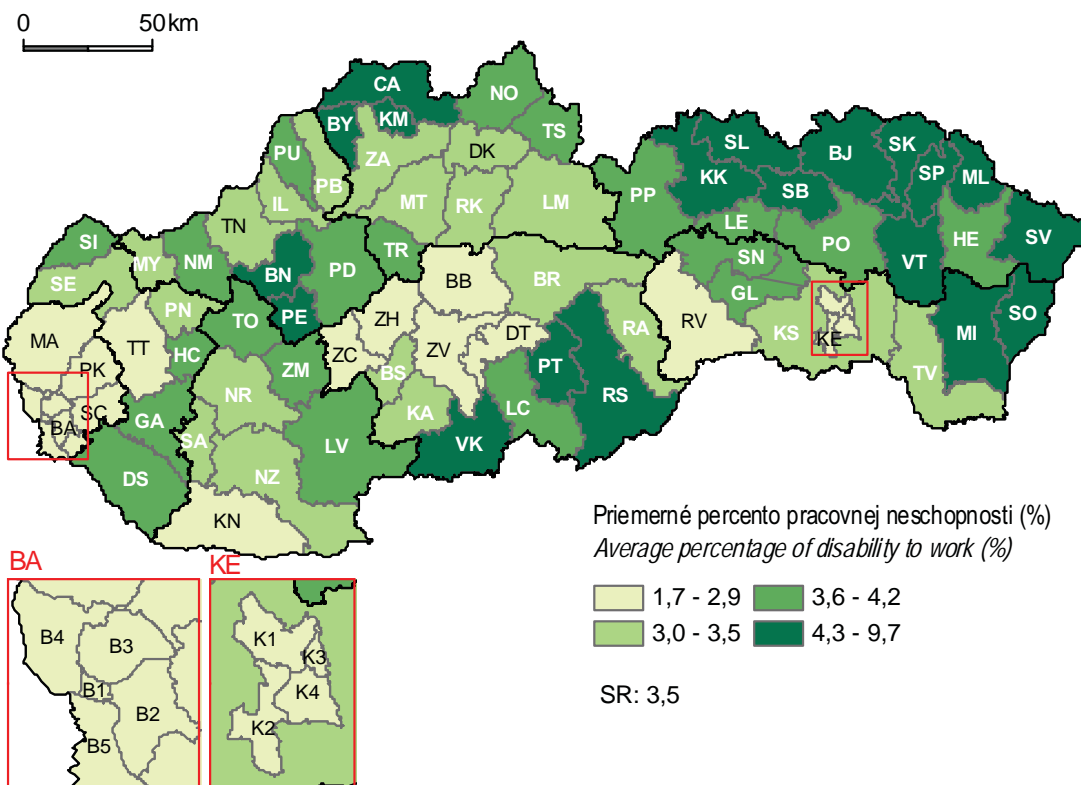 0 50 km
CA
NO
BY
KM
TS
PU
ZA
DK
SL
BJ
SK
PB
KK
SP
ML
IL
MT
RK
LM
PP
SB
TN
LE
SI
MY
NM
TR
SN
PO
HE
SV
BN
PD
VT
SE
BB
BR
GL
PN
PE
ZH
RV
KS
KE
MI
SO
MA
TT
TO
DT
RA
PK
HC
ZC
ZV
ZM
BS
PT
TV
SC
NR
KA
RS
BA
GA
LC
SA
LV
VK
DS
NZ
KN
Priemerné percento pracovnej neschopnosti (%)
Average percentage of disability to work (%)
1,7 - 2,9 3,6 - 4,2
3,0 - 3,5 4,3 - 9,7
SR: 3,5
BA
B4
B3
B1
B2
B5
KE
K1
K3
K4
K2